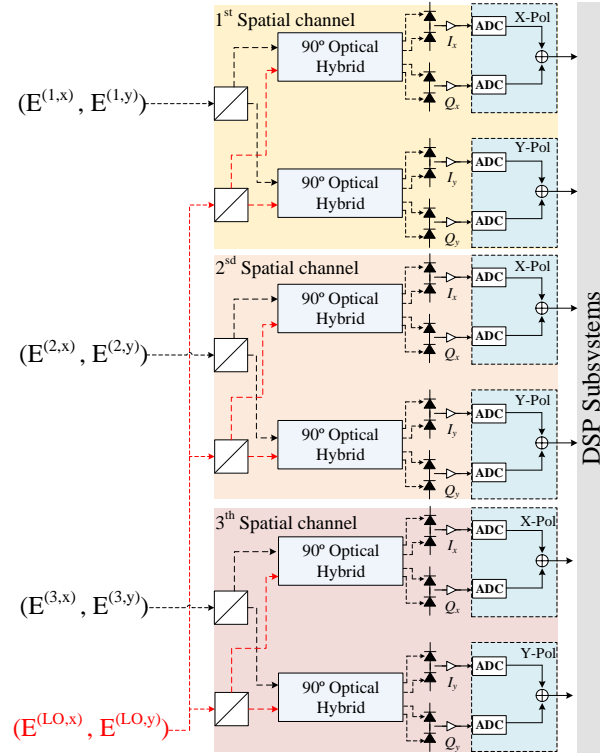 1st Spatial channel
90º Optical Hybrid
Ix
Qx
ADC
ADC
X-Pol
(E(1,x) , E(1,y))
90º Optical Hybrid
Iy
Qy
ADC
ADC
Y-Pol
2sd Spatial channel
90º Optical Hybrid
Ix
Qx
ADC
ADC
X-Pol
(E(2,x) , E(2,y))
90º Optical Hybrid
Iy
Qy
ADC
ADC
Y-Pol
3th Spatial channel
90º Optical Hybrid
Ix
Qx
ADC
ADC
X-Pol
(E(3,x) , E(3,y))
90º Optical Hybrid
Iy
Qy
ADC
ADC
Y-Pol
(E(LO,x) , E(LO,y))
DSP Subsystems